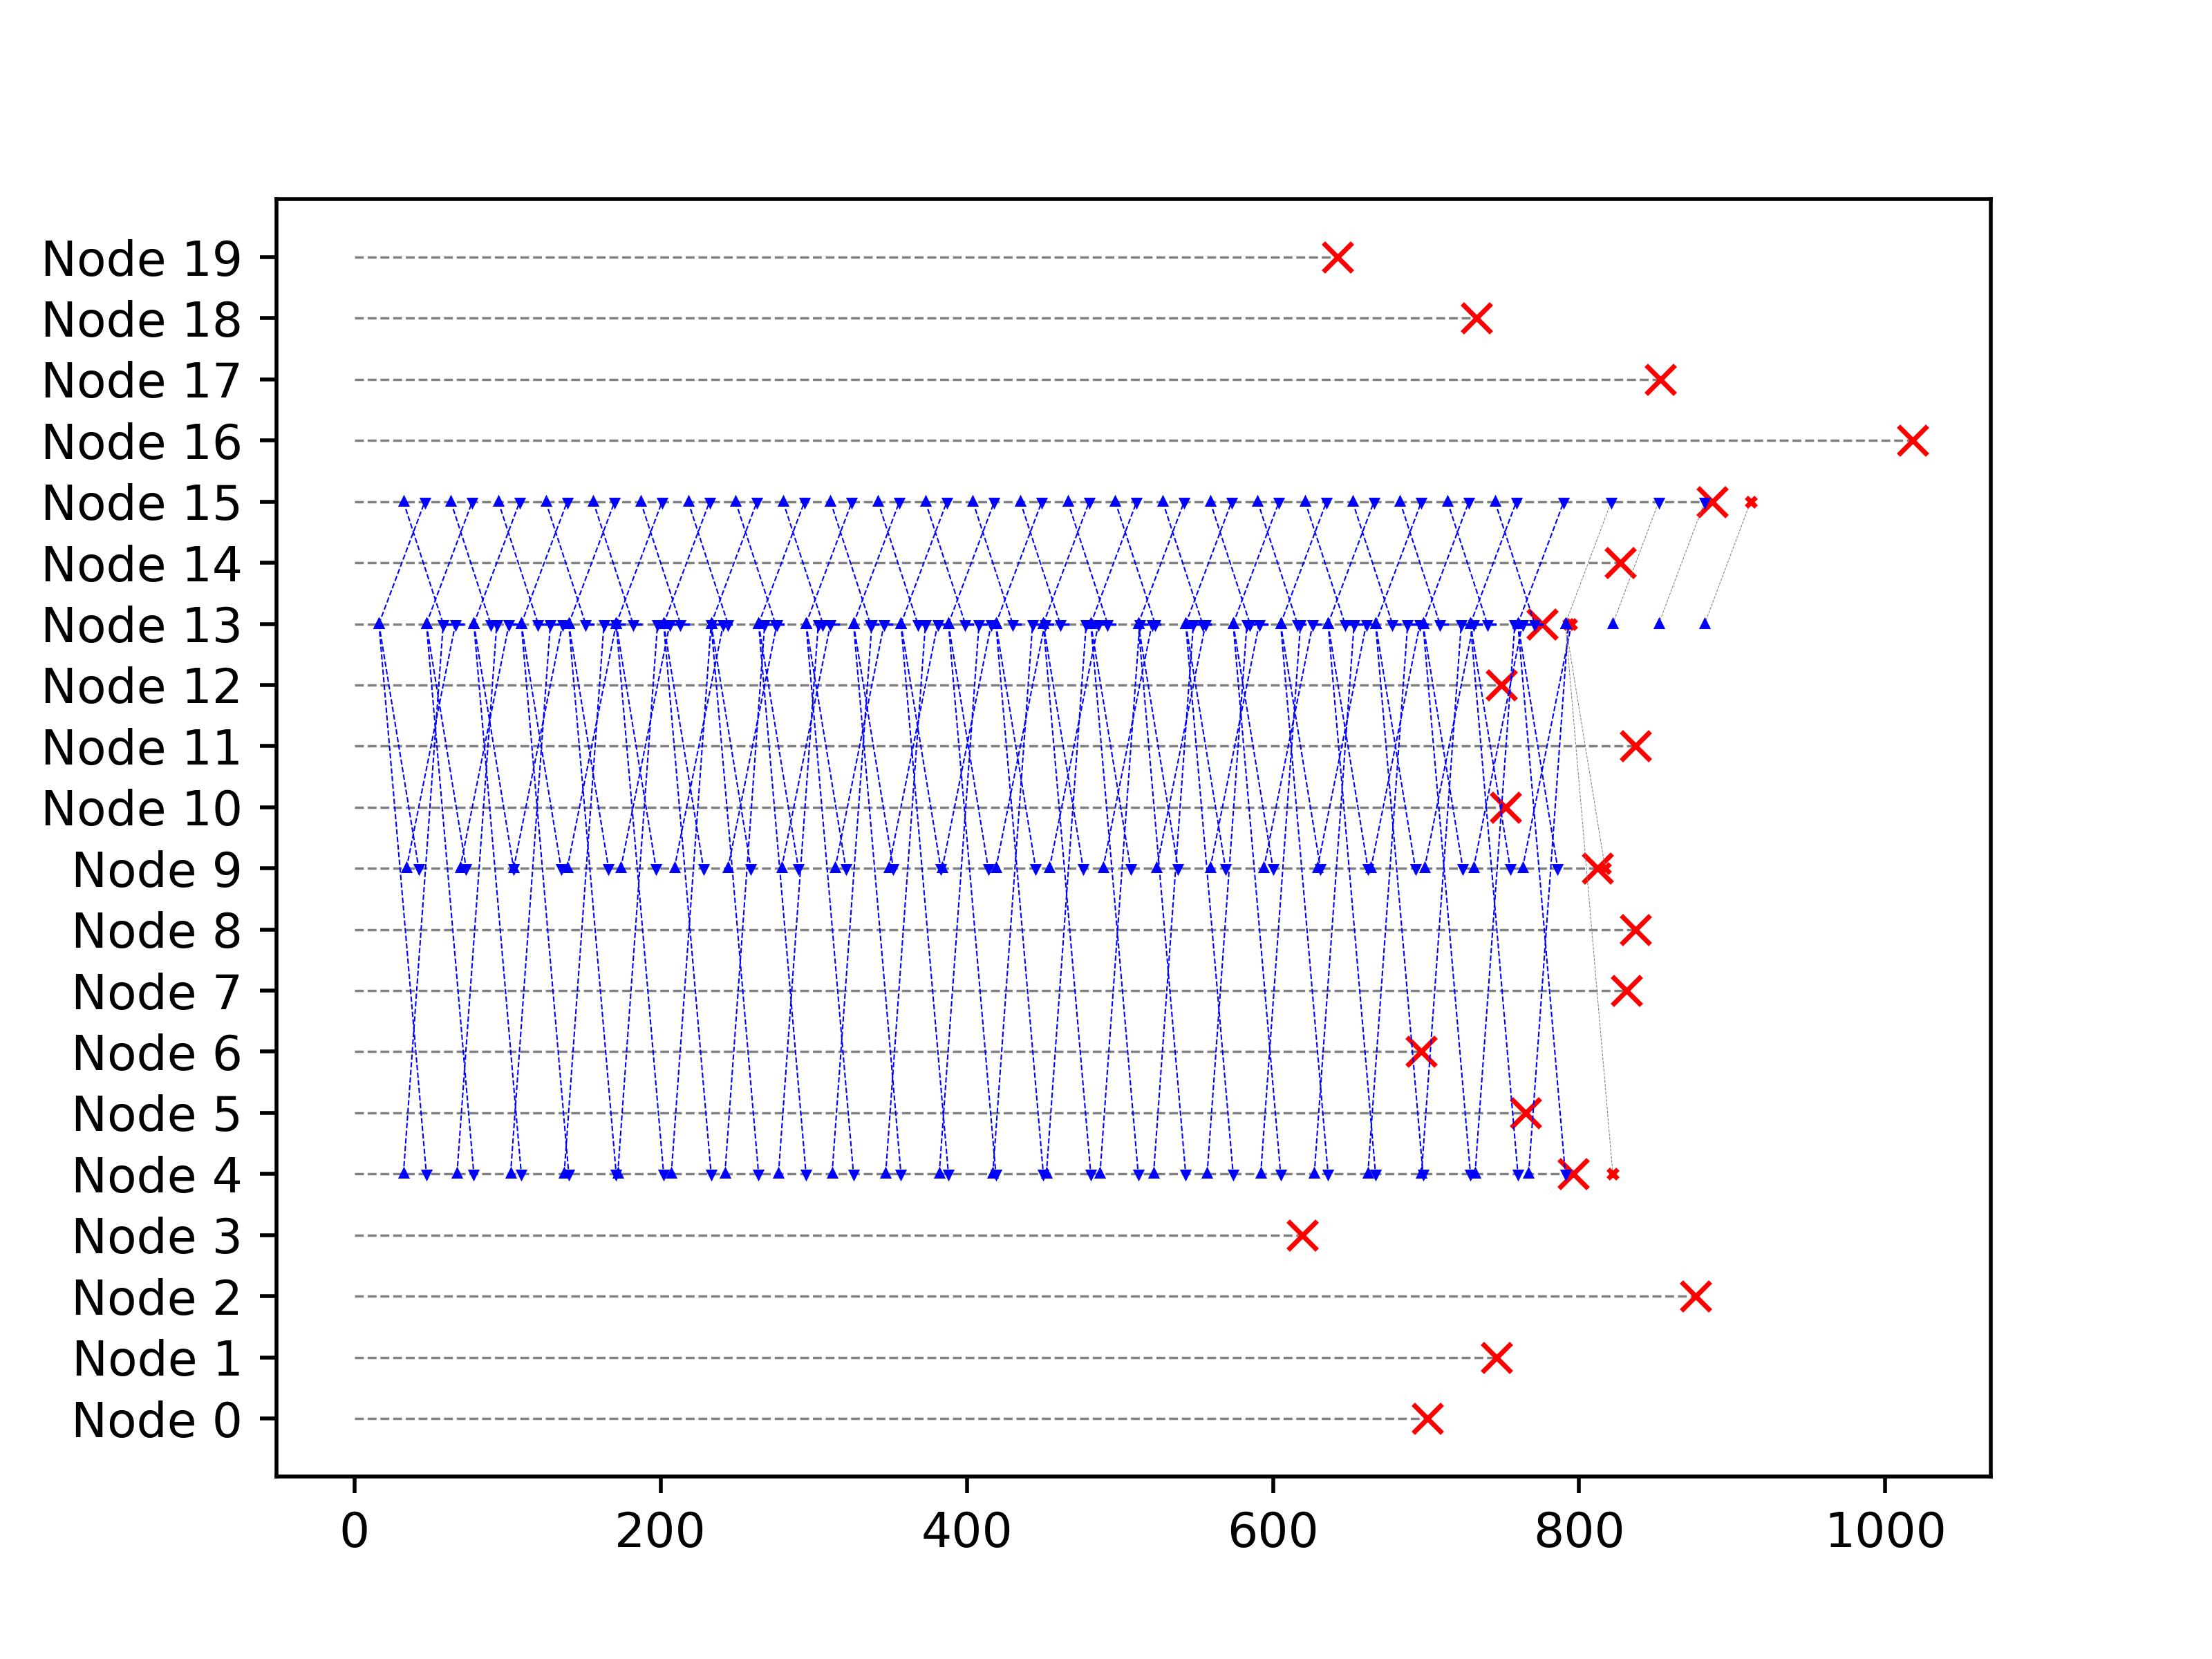 Node 19
Node 18
Node 17
Node 16
Node 15
Node 14
Node 13
Node 12
Node 11
Node 10
Node 9
Node 8
Node 7
Node 6
Node 5
Node 4
Node 3
Node 2
Node 1
Node 0
0 200 400 600 800 1000